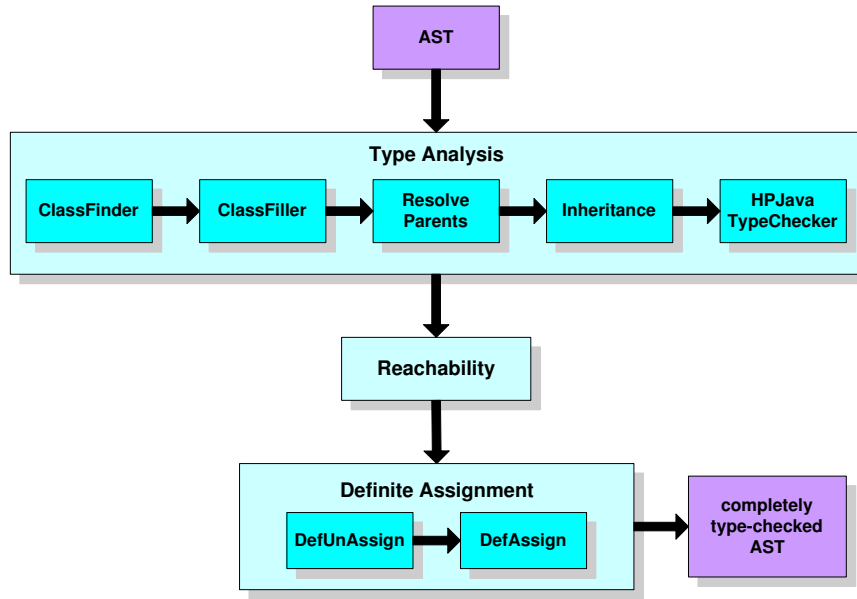 AST
Type Analysis
ClassFinder
ClassFiller
Resolve
Parents
Inheritance
HPJava
TypeChecker
Reachability
Definite Assignment
DefUnAssign
DefAssign
completely
type-checked
AST